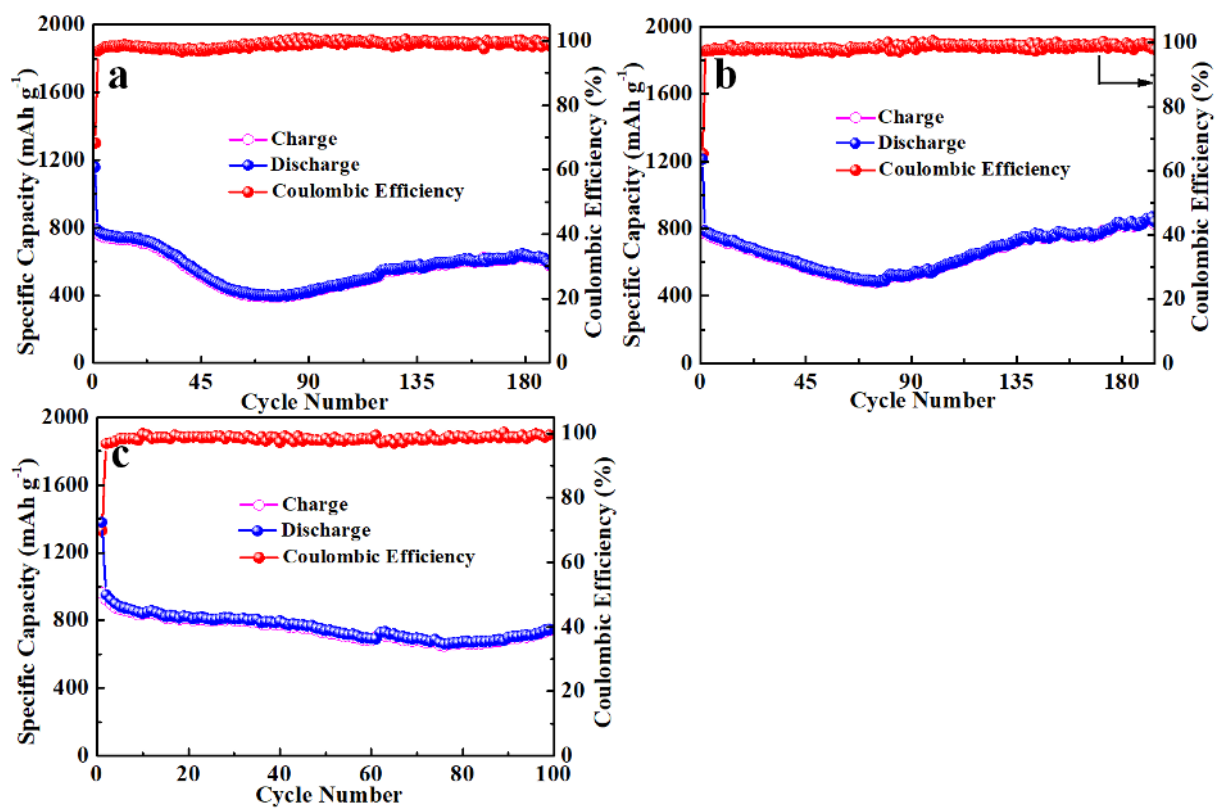 2000
1600
1200
800
400
0
Specific Capacity (mAh g-1)
a
Charge
Discharge
Coulombic Efficiency
100
80
60
40
20
0
Coulombic Efficiency (%)
0 45 90 135 180
Cycle Number
2000
1600
1200
800
400
0
Specific Capacity (mAh g-1)
b
Charge
Discharge
Coulombic Efficiency
100
80
60
40
20
0
Coulombic Efficiency (%)
0 45 90 135 180
Cycle Number
2000
1600
1200
800
400
0
Specific Capacity (mAh g-1)
c
Charge
Discharge
Coulombic Efficiency
100
80
60
40
20
0
Coulombic Efficiency (%)
0 20 40 60 80 100
Cycle Number